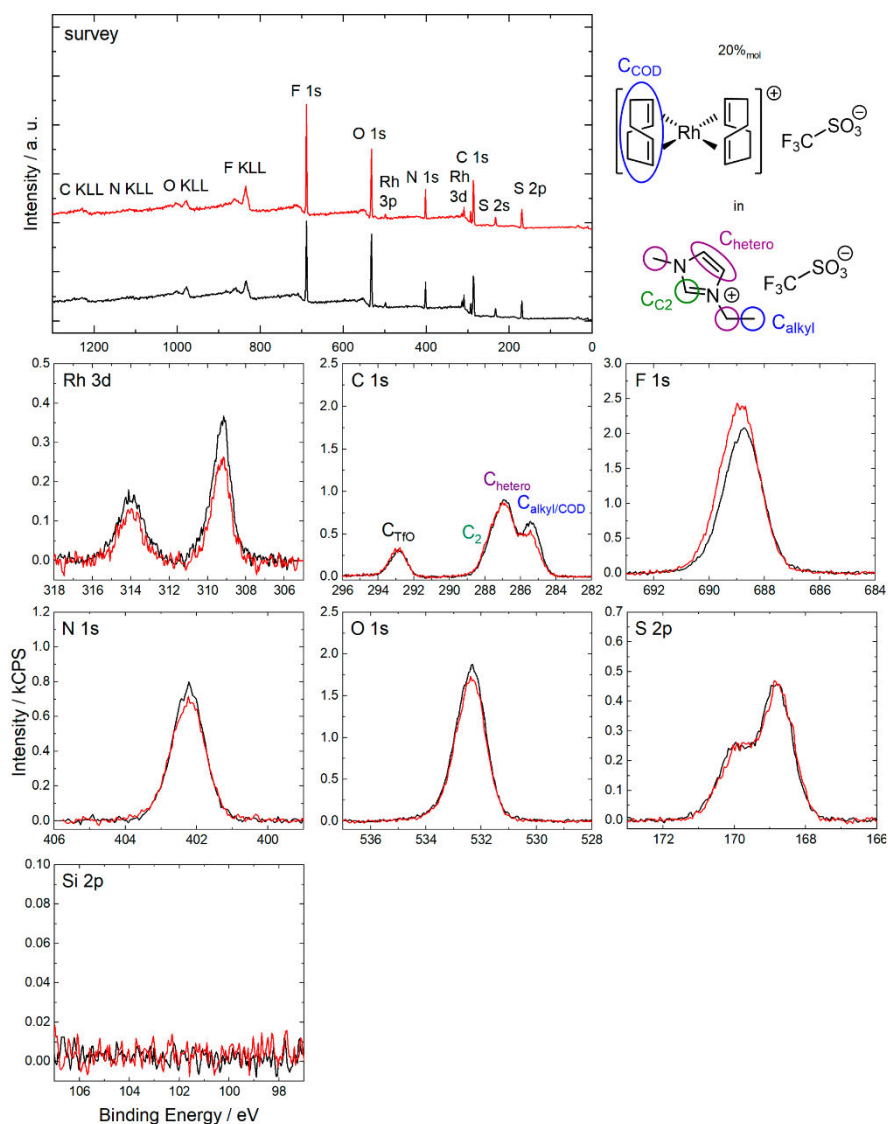 survey
Intensity / a. u.
C KLL
N KLL
O KLL
F KLL
F 1s
O 1s
Rh
3p
N 1s
Rh
3d
C 1s
S 2s
S 2p
1200 1000 800 600 400 200 0
20%mol
C_COD
Rh
⊕
F3C SO3 ⊖
in
C_hetero
N
N ⊕
C_C2
C_alkyl
F3C SO3 ⊖
Rh 3d
0.5
0.4
0.3
0.2
0.1
0.0
318 316 314 312 310 308 306
C 1s
2.5
2.0
1.5
1.0
0.5
0.0
C_TfO
C_2
C_hetero
C_alkyl/COD
296 294 292 290 288 286 284 282
F 1s
3.0
2.5
2.0
1.5
1.0
0.5
0.0
692 690 688 686 684
Intensity / kCPS
N 1s
1.2
1.0
0.8
0.6
0.4
0.2
0.0
406 404 402 400
O 1s
2.5
2.0
1.5
1.0
0.5
0.0
536 534 532 530 528
S 2p
0.7
0.6
0.5
0.4
0.3
0.2
0.1
0.0
172 170 168 166
Si 2p
0.10
0.08
0.06
0.04
0.02
0.00
106 104 102 100 98
Binding Energy / eV